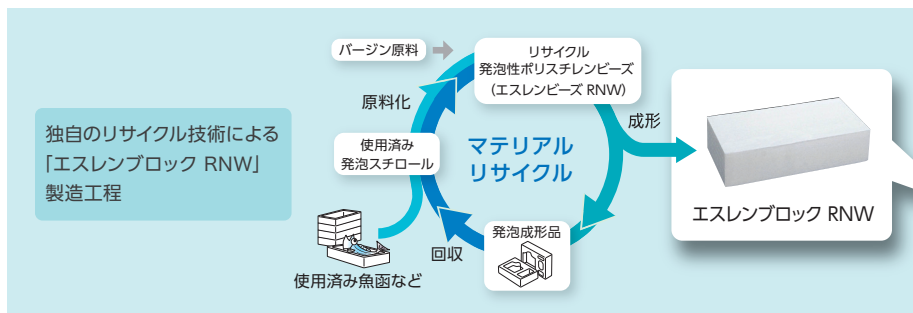 独自のリサイクル技術による
「エスレンブロック RNW」
製造工程
バージン原料
リサイクル
発泡性ポリスチレンビーズ
（エスレンビーズ RNW）
原料化
成形
使用済み
発泡スチロール
マテリアル
リサイクル
エスレンブロック RNW
発泡成形品
回収
使用済み魚函など